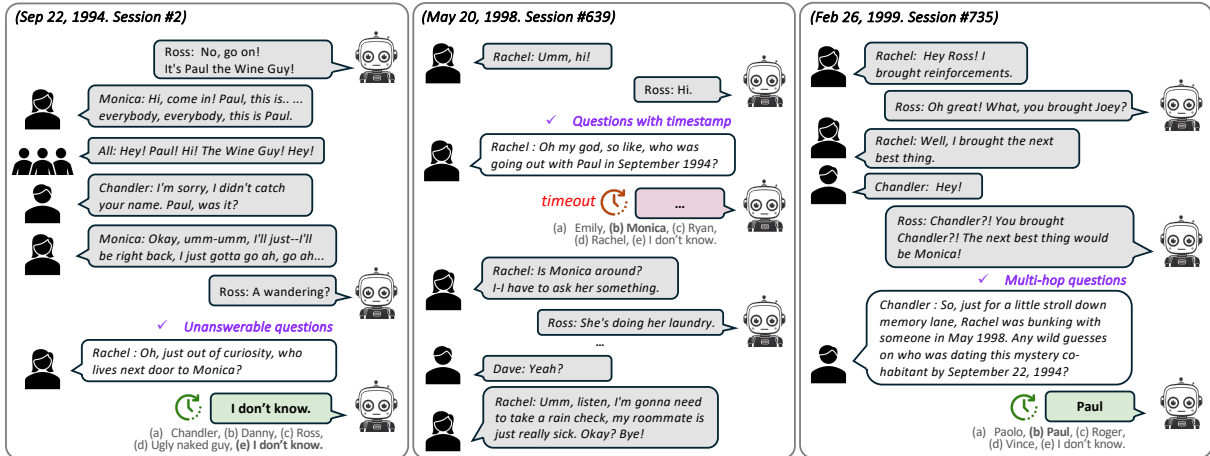 (Sep 22, 1994. Session #2)
Ross: No, go on!
It's Paul the Wine Guy!
Monica: Hi, come in! Paul, this is.. ...
everybody, everybody, this is Paul.
All: Hey! Paul! Hi! The Wine Guy! Hey!
Chandler: I'm sorry, I didn't catch
your name. Paul, was it?
Monica: Okay, umm-umm, I'll just--I'll
be right back, I just gotta go ah, go ah...
Ross: A wandering?
✓ Unanswerable questions
Rachel : Oh, just out of curiosity, who
lives next door to Monica?
I don't know.
(a) Chandler, (b) Danny, (c) Ross,
(d) Ugly naked guy, (e) I don't know.
(May 20, 1998. Session #639)
Rachel: Umm, hi!
Ross: Hi.
✓ Questions with timestamp
Rachel : Oh my god, so like, who was
going out with Paul in September 1994?
timeout
...
(a) Emily, (b) Monica, (c) Ryan,
(d) Rachel, (e) I don't know.
Rachel: Is Monica around?
I-I have to ask her something.
Ross: She's doing her laundry.
...
Dave: Yeah?
Rachel: Umm, listen, I'm gonna need
to take a rain check, my roommate is
just really sick. Okay? Bye!
(Feb 26, 1999. Session #735)
Rachel: Hey Ross! I
brought reinforcements.
Ross: Oh great! What, you brought Joey?
Rachel: Well, I brought the next
best thing.
Chandler: Hey!
Ross: Chandler?! You brought
Chandler?! The next best thing would
be Monica!
✓ Multi-hop questions
Chandler : So, just for a little stroll down
memory lane, Rachel was bunking with
someone in May 1998. Any wild guesses
on who was dating this mystery co-
habitant by September 22, 1994?
Paul
(a) Paolo, (b) Paul, (c) Roger,
(d) Vince, (e) I don't know.